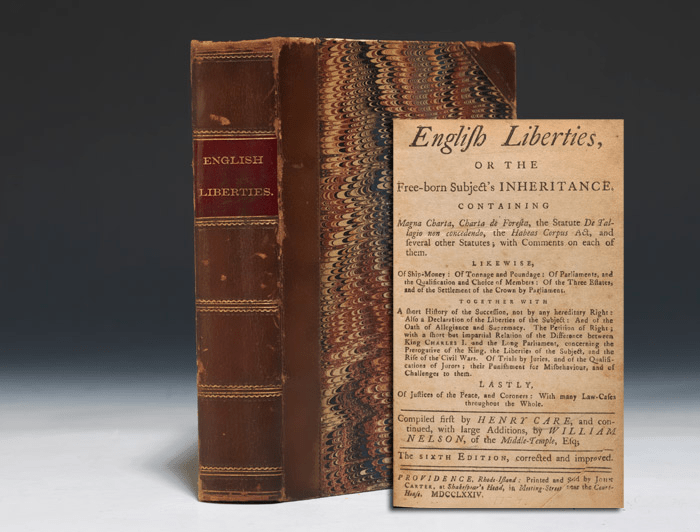 ENGLISH
LIBERTIES.
Engliſh Liberties,
OR THE
Free-born Subject's INHERITANCE.
CONTAINING
Magna Charta, Charta de Foreſta, the Statute De Tal-
lagio non concedendo, the Habeas Corpus Act, and
ſeveral other Statutes; with Comments on each of
them.
LIKEWISE,
Of Ship-Money: Of Tonnage and Poundage: Of Parliaments, and
the Qualification and Choice of Members: Of the Three Eſtates,
and of the Settlement of the Crown by Parliament.
TOGETHER WITH
A ſhort Hiſtory of the Succeſſion, not by any hereditary Right:
Alſo a Declaration of the Liberties of the Subject: And of the
Oath of Allegiance and Supremacy. The Petition of Right;
with a ſhort but impartial Relation of the Difference between
King CHARLES I. and the Long Parliament, concerning the
Prerogative of the King, the Liberties of the Subject, and the
Riſe of the Civil Wars. Of Trials by Juries, and of the Qualifi-
cations of Jurors; their Puniſhment for Miſbehaviour, and of
Challenges to them.
LASTLY,
Of Juſtices of the Peace, and Coroners: With many Law-Caſes
throughout the Whole.
Compiled firſt by HENRY CARE, and con-
tinued, with large Additions, by WILLIAM
NELSON, of the Middle-Temple, Eſq;
The SIXTH EDITION, corrected and improved.
PROVIDENCE, Rhode-Iſland: Printed and ſold by JOHN
CARTER, at Shakeſpear's Head, in Meeting-Street near the Court-
Houſe. MDCCLXXIV.